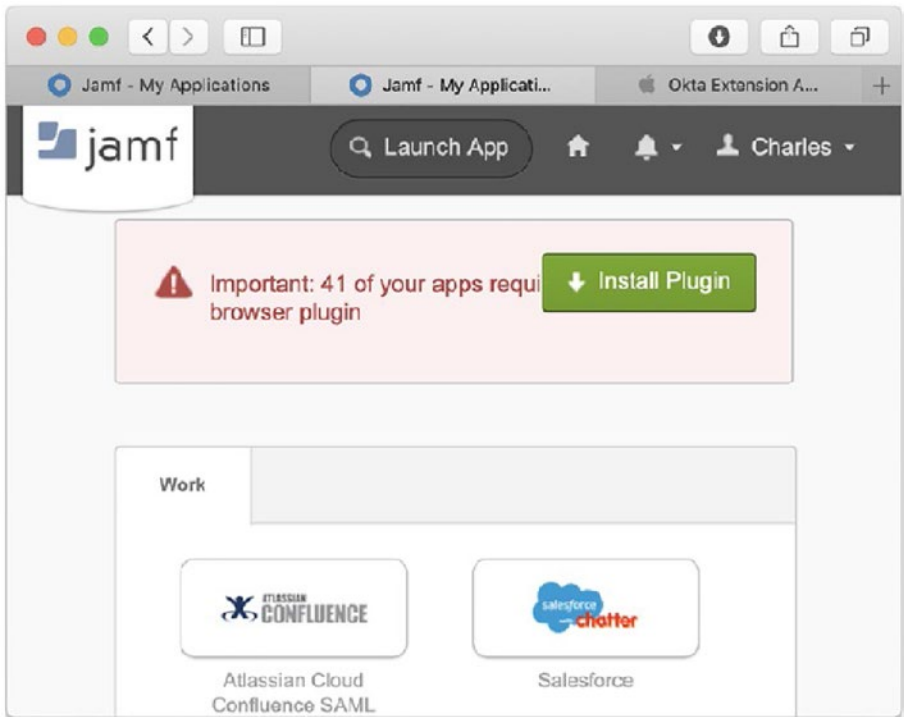 Jamf - My Applications
Jamf - My Applicati...
Okta Extension A...
jamf
Launch App
Charles
Important: 41 of your apps requi
browser plugin
Install Plugin
Work
ATLASSIAN
CONFLUENCE
salesforce
chatter
Atlassian Cloud
Confluence SAML
Salesforce